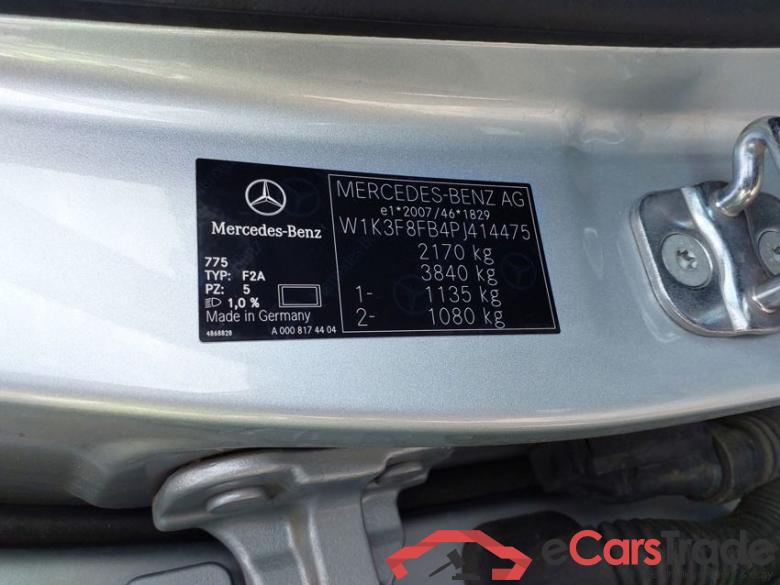 Mercedes-Benz
775
TYP: F2A
PZ: 5
1,0 %
Made in Germany
4868828
A 000 817 44 04
MERCEDES-BENZ AG
e1*2007/46*1829
W1K3F8FB4PJ414475
2170 kg
3840 kg
1- 1135 kg
2- 1080 kg
eCarsTrade